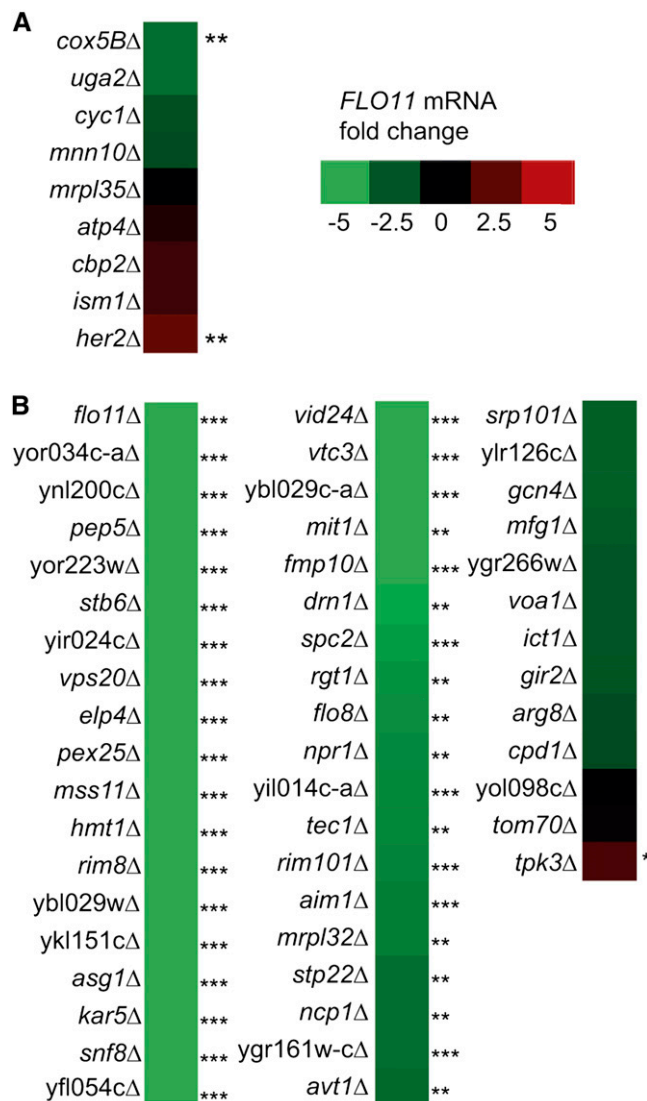 A
cox5BΔ **
uga2Δ
cyc1Δ
mnn10Δ
mrpl35Δ
atp4Δ
cbp2Δ
ism1Δ
her2Δ **
FLO11 mRNA
fold change
-5 -2.5 0 2.5 5
B
flo11Δ ***
yor034c-aΔ ***
ynl200cΔ ***
pep5Δ ***
yor223wΔ ***
stb6Δ ***
yir024cΔ ***
vps20Δ ***
elp4Δ ***
pex25Δ ***
mss11Δ ***
hmt1Δ ***
rim8Δ ***
ybl029wΔ ***
ykl151cΔ ***
asg1Δ ***
kar5Δ ***
snf8Δ ***
yfl054cΔ ***
vid24Δ ***
vtc3Δ ***
ybl029c-aΔ ***
mit1Δ **
fmp10Δ ***
drn1Δ **
spc2Δ ***
rgt1Δ **
flo8Δ **
npr1Δ **
yil014c-aΔ ***
tec1Δ **
rim101Δ ***
aim1Δ ***
mrpl32Δ **
stp22Δ **
ncp1Δ **
ygr161w-cΔ ***
avt1Δ **
srp101Δ
ylr126cΔ
gcn4Δ
mfg1Δ
ygr266wΔ
voa1Δ
ict1Δ
gir2Δ
arg8Δ
cpd1Δ
yol098cΔ
tom70Δ
tpk3Δ *